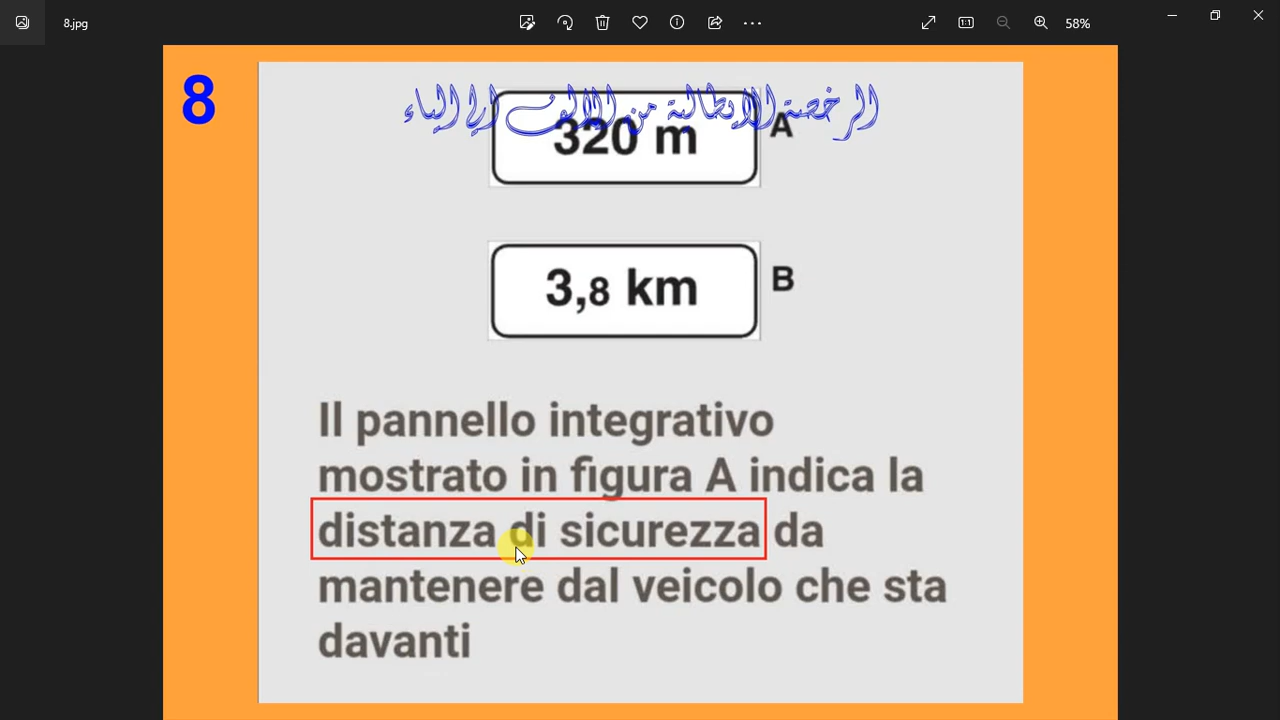 8.jpg
58%
8
الرخصة الإيطالية من الالف الى الياء
320 m
A
3,8 km
B
Il pannello integrativo
mostrato in figura A indica la
distanza di sicurezza da
mantenere dal veicolo che sta
davanti